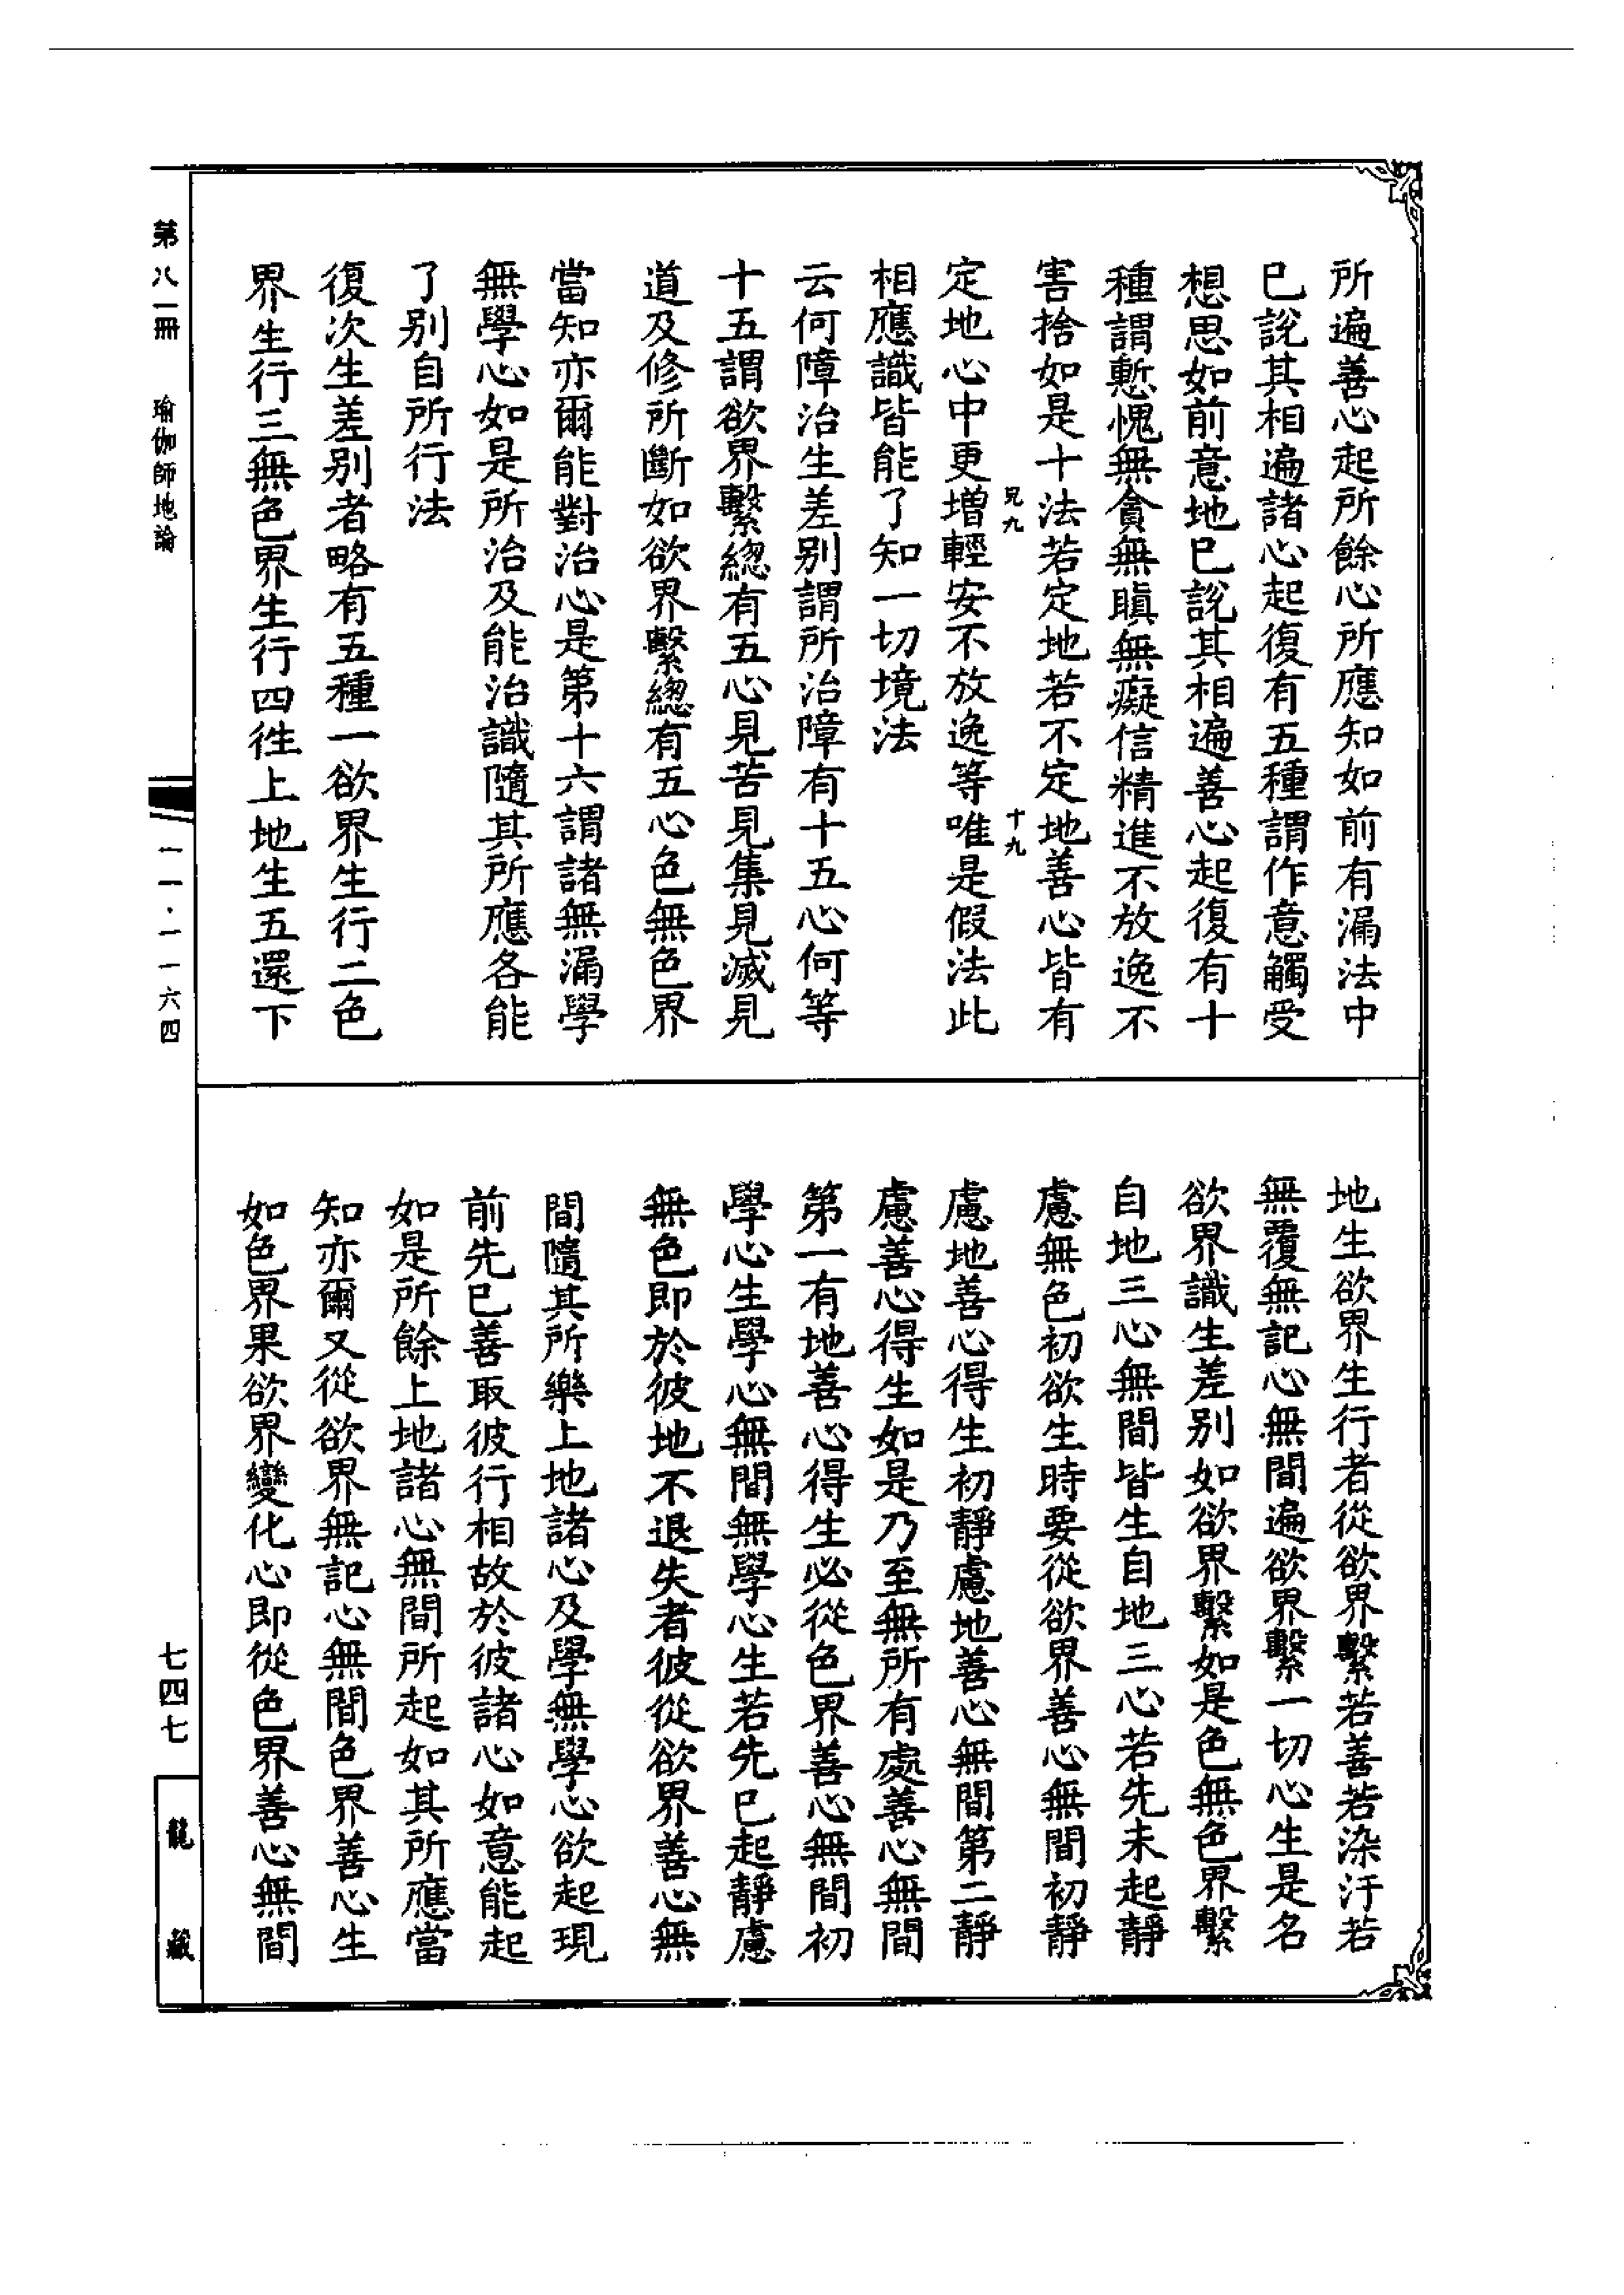 所遍善心起所餘心所應知如前有漏法中
已說其相遍諸心起復有五種謂作意觸受
想思如前意地已說其相遍善心起復有十
種謂慙愧無貪無瞋無癡信精進不放逸不
害捨如是十法若定地若不定地善心皆有
定地心中更增輕安不放逸等唯是假法此
相應識皆能了知一切境法
云何障治生差別謂所治障有十五心何等
十五謂欲界繫緫有五心見苦見集見滅見
道及修所斷如欲界繫緫有五心色無色界
當知亦爾能對治心是第十六謂諸無漏學
無學心如是所治及能治識隨其所應各能
了別自所行法
復次生差別者略有五種一欲界生行二色
界生行三無色界生行四徃上地生五還下
十九
地生欲界生行者從欲界繫若善若染汙若
無覆無記心無間遍欲界繫一切心生是名
欲界識生差別如欲界繫如是色無色界繫
自地三心無間皆生自地三心若先未起靜
慮無色初欲生時要從欲界善心無間初靜
慮地善心得生初靜慮地善心無間第二靜
慮善心得生如是乃至無所有處善心無間
第一有地善心得生必從色界善心無間初
學心生學心無間無學心生若先已起靜慮
無色即於彼地不退失者彼從欲界善心無
間隨其所樂上地諸心及學無學心欲起現
前先已善取彼行相故於彼諸心如意能起
如是所餘上地諸心無間所起如其所應當
知亦爾又從欲界無記心無間色界善心生
如色界果欲界變化心即從色界善心無間
第八一冊
瑜伽師地論
一一·一一六四
七四七
龍藏